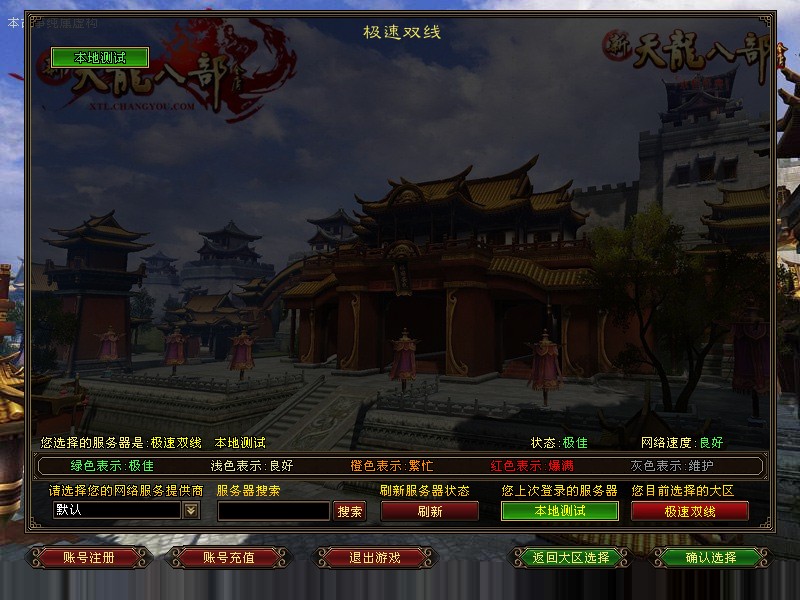 极速双线
本地测试
新天龍八部
XTL.CHANGYOU.COM
新天龍八部
您选择的服务器是:极速双线 本地测试 状态:极佳 网络速度:良好
绿色表示:极佳 浅色表示:良好 橙色表示:繁忙 红色表示:爆满 灰色表示:维护
请选择您的网络服务提供商 服务器搜索 刷新服务器状态 您上次登录的服务器 您目前选择的大区
默认 搜索 刷新 本地测试 极速双线
账号注册 账号充值 退出游戏 返回大区选择 确认选择